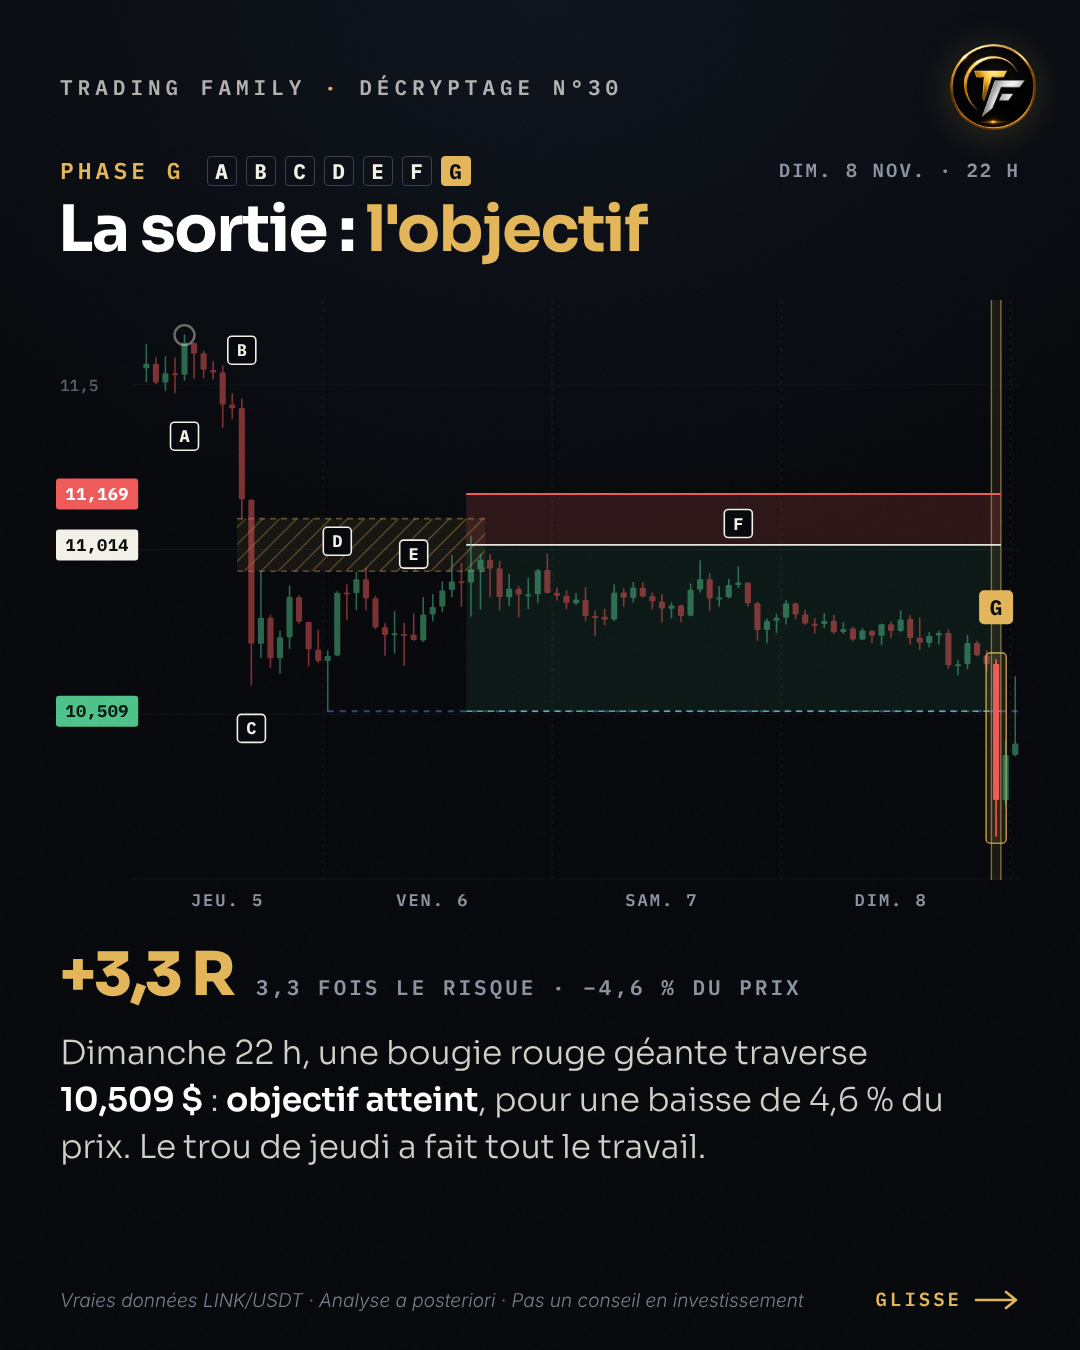 TRADING FAMILY · DÉCRYPTAGE N°30
TF
PHASE G A B C D E F G
DIM. 8 NOV. · 22 H
La sortie : l'objectif
B
11,5
A
11,169
F
11,014
D
E
G
10,509
C
JEU. 5 VEN. 6 SAM. 7 DIM. 8
+3,3 R 3,3 FOIS LE RISQUE · −4,6 % DU PRIX
Dimanche 22 h, une bougie rouge géante traverse
10,509 $ : objectif atteint, pour une baisse de 4,6 % du
prix. Le trou de jeudi a fait tout le travail.
Vraies données LINK/USDT · Analyse a posteriori · Pas un conseil en investissement
GLISSE →